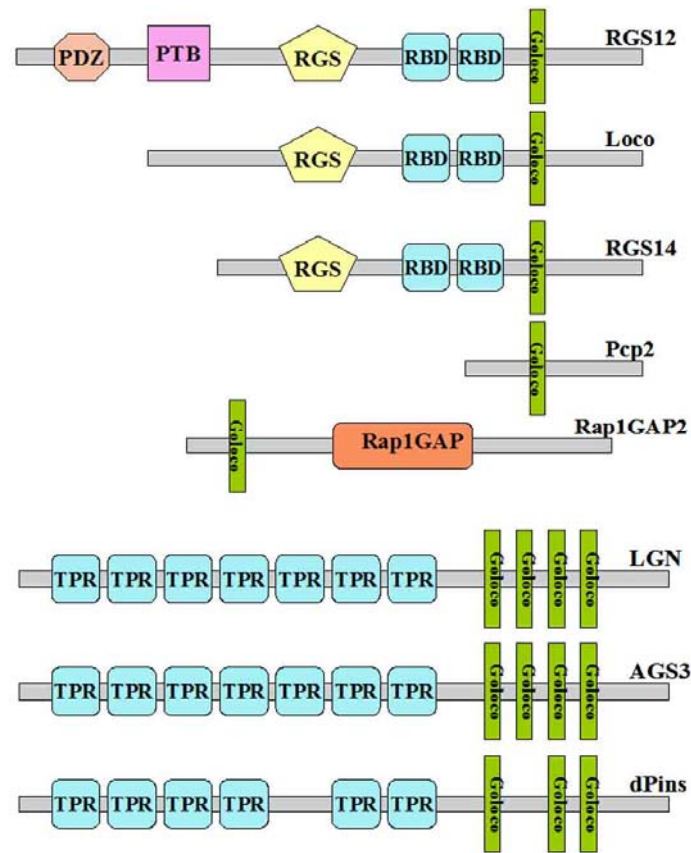 RGS12
PDZ PTB RGS RBD RBD Goloco
Loco
RGS RBD RBD Goloco
RGS14
RGS RBD RBD Goloco
Pcp2
Goloco
Rap1GAP2
Goloco Rap1GAP
LGN
TPR TPR TPR TPR TPR TPR TPR Goloco Goloco Goloco Goloco
AGS3
TPR TPR TPR TPR TPR TPR TPR Goloco Goloco Goloco Goloco
dPins
TPR TPR TPR TPR TPR TPR Goloco Goloco Goloco